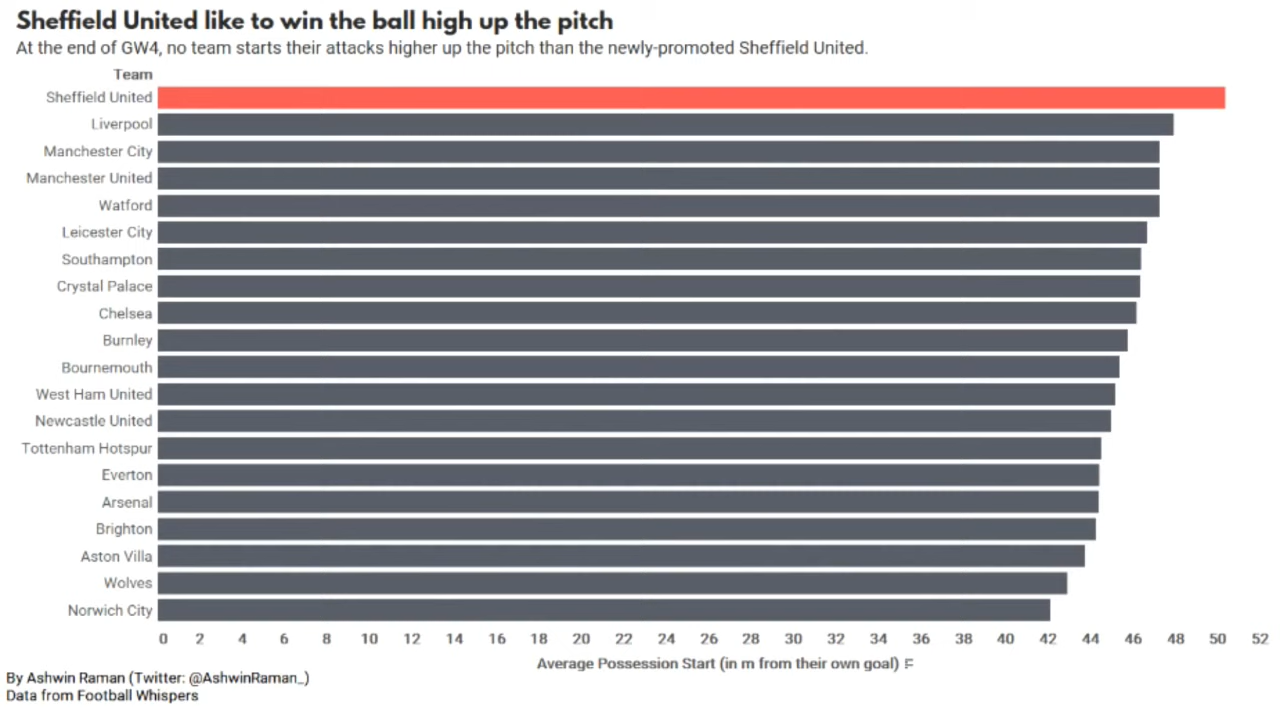 Sheffield United like to win the ball high up the pitch
At the end of GW4, no team starts their attacks higher up the pitch than the newly-promoted Sheffield United.
Team
Sheffield United
Liverpool
Manchester City
Manchester United
Watford
Leicester City
Southampton
Crystal Palace
Chelsea
Burnley
Bournemouth
West Ham United
Newcastle United
Tottenham Hotspur
Everton
Arsenal
Brighton
Aston Villa
Wolves
Norwich City
0 2 4 6 8 10 12 14 16 18 20 22 24 26 28 30 32 34 36 38 40 42 44 46 48 50 52
Average Possession Start (in m from their own goal)
By Ashwin Raman (Twitter: @AshwinRaman_)
Data from Football Whispers